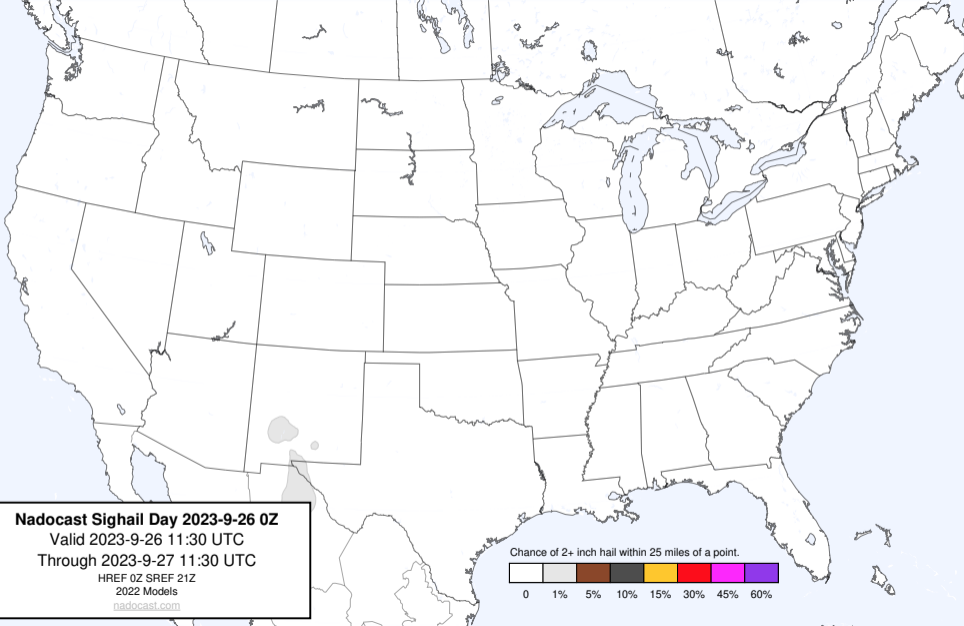 Nadocast Sighail Day 2023-9-26 0Z
Valid 2023-9-26 11:30 UTC
Through 2023-9-27 11:30 UTC
HREF 0Z SREF 21Z
2022 Models
nadocast.com
Chance of 2+ inch hail within 25 miles of a point.
0 1% 5% 10% 15% 30% 45% 60%